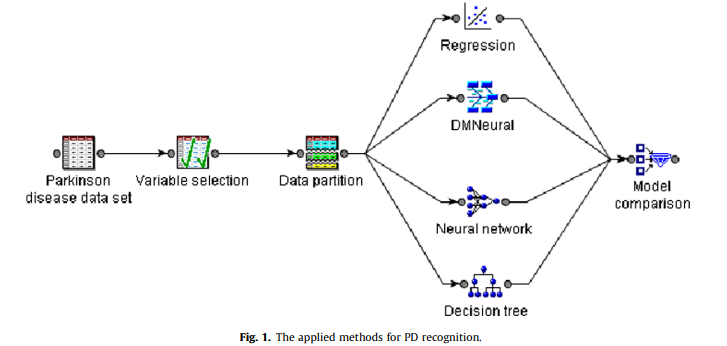 Regression
DMNeural
Parkinson
disease data set
Variable selection
Data partition
Neural network
Decision tree
Model
comparison
Fig. 1. The applied methods for PD recognition.